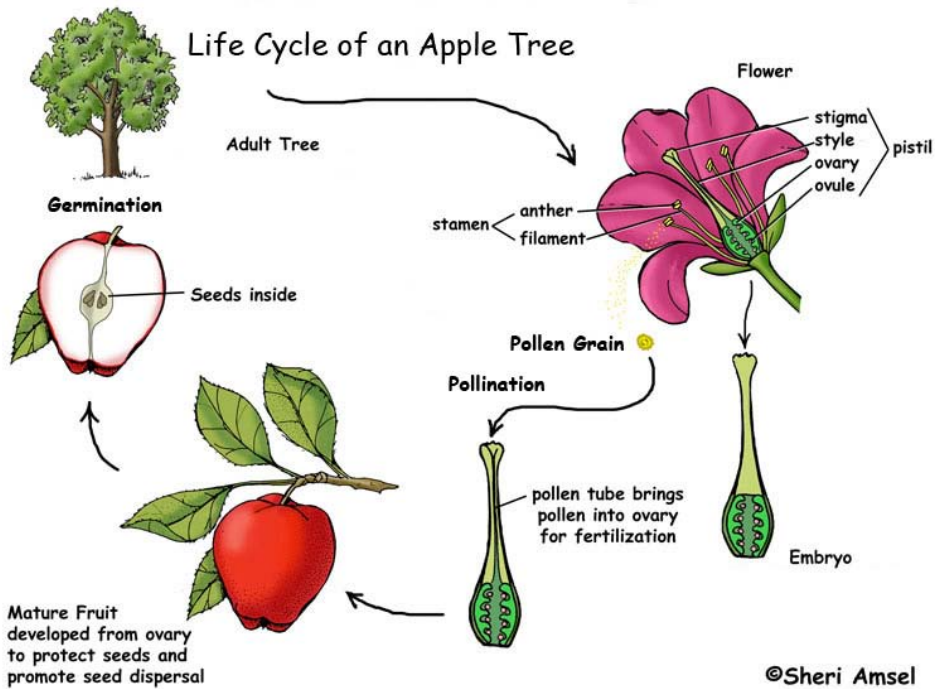 Life Cycle of an Apple Tree
Flower
Adult Tree
stigma
style
ovary
ovule
pistil
Germination
stamen
anther
filament
Seeds inside
Pollen Grain
Pollination
pollen tube brings
pollen into ovary
for fertilization
Embryo
Mature Fruit
developed from ovary
to protect seeds and
promote seed dispersal
©Sheri Amsel